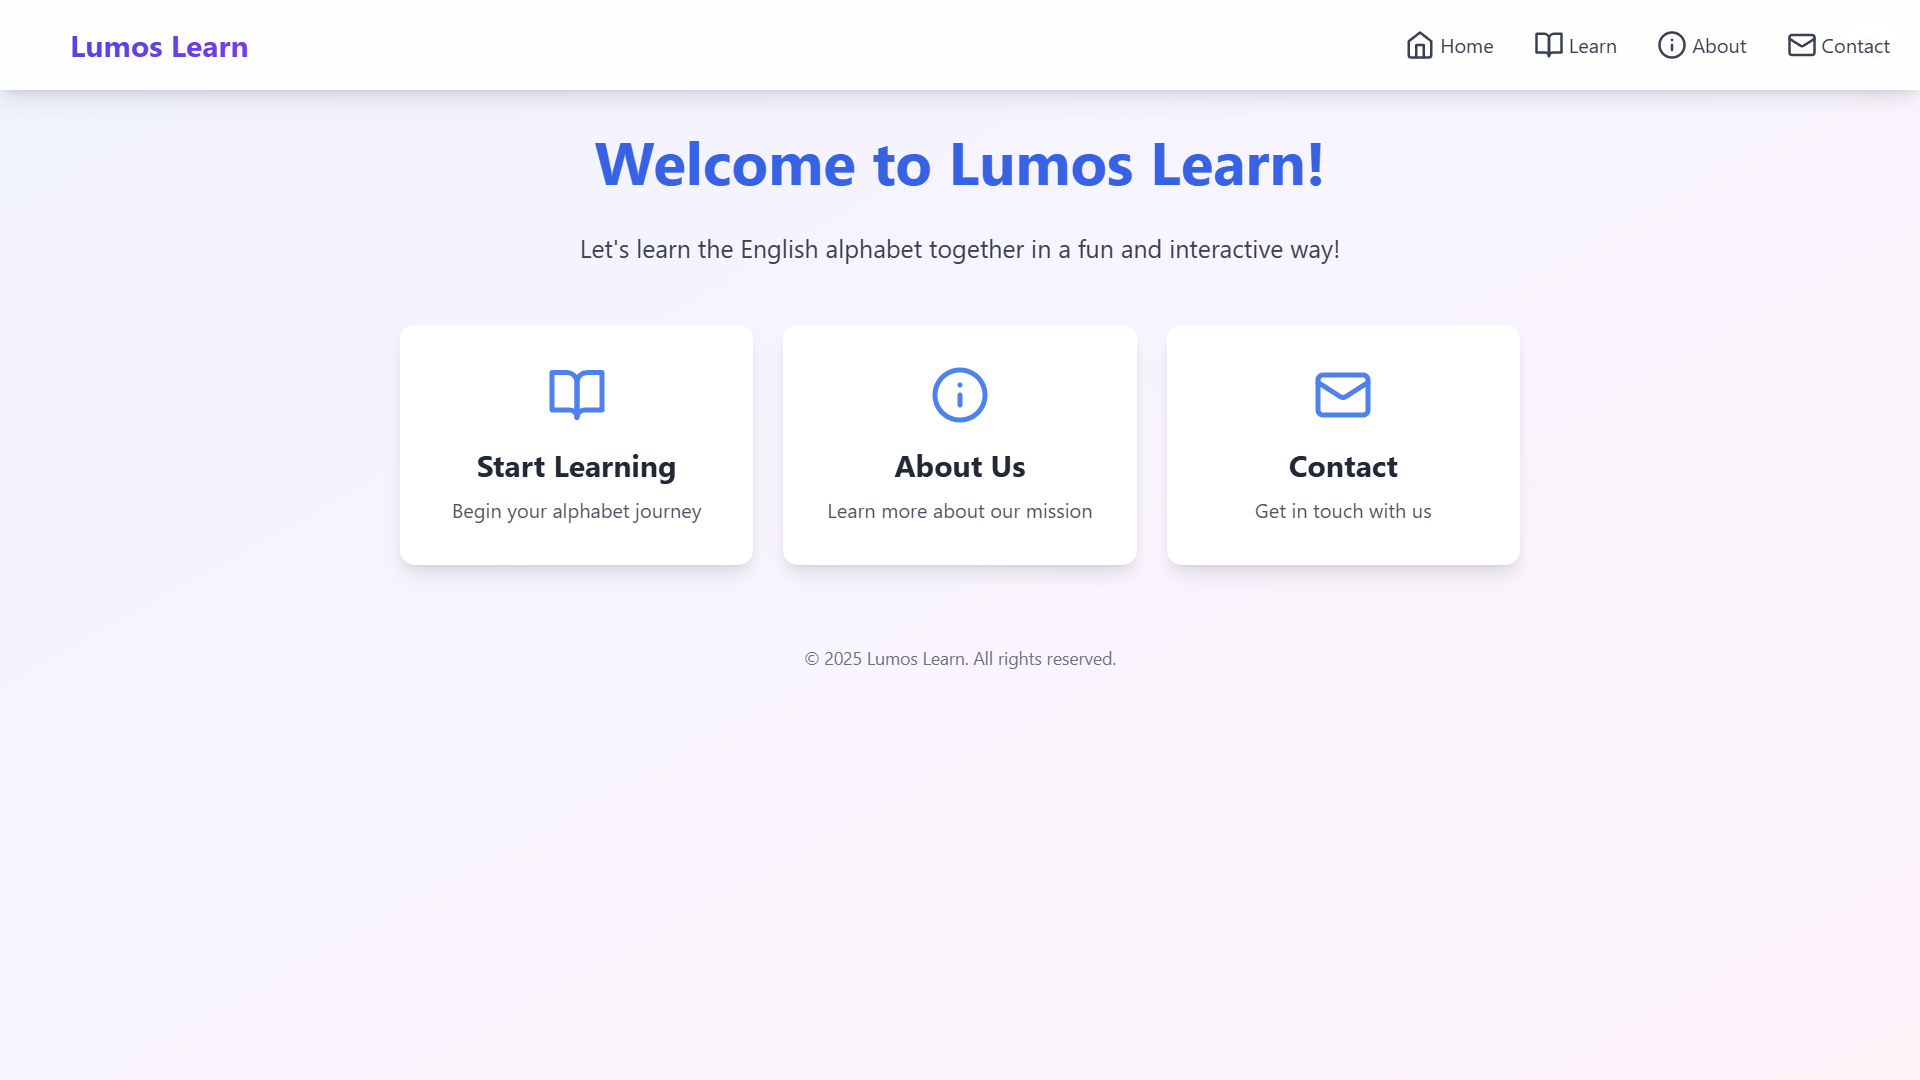 Lumos Learn
Home
Learn
About
Contact
Welcome to Lumos Learn!
Let's learn the English alphabet together in a fun and interactive way!
Start Learning
Begin your alphabet journey
About Us
Learn more about our mission
Contact
Get in touch with us
© 2025 Lumos Learn. All rights reserved.